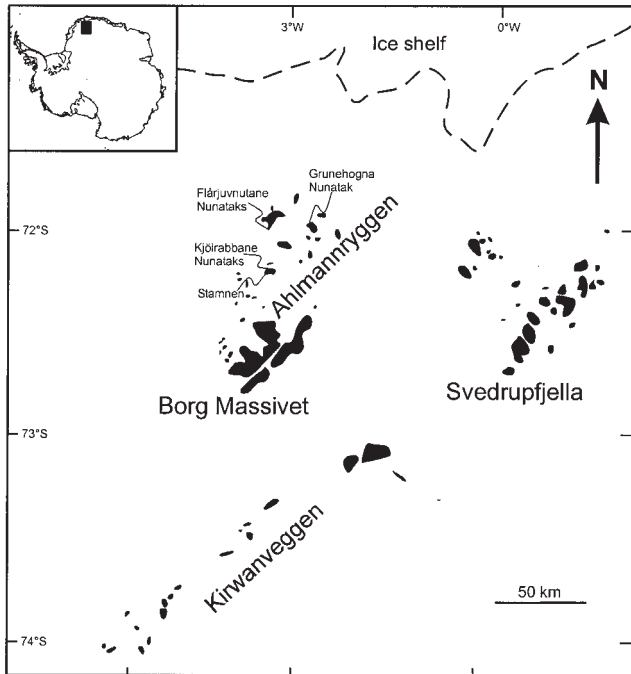 3°W
0°W
Ice shelf
N
Flårjuvnutane
Nunataks
Grunehogna
Nunatak
72°S
Kjöirabbane
Nunataks
Stamnen
Ahlmannryggen
Borg Massivet
Svedrupfjella
73°S
Kirwanveggen
50 km
74°S